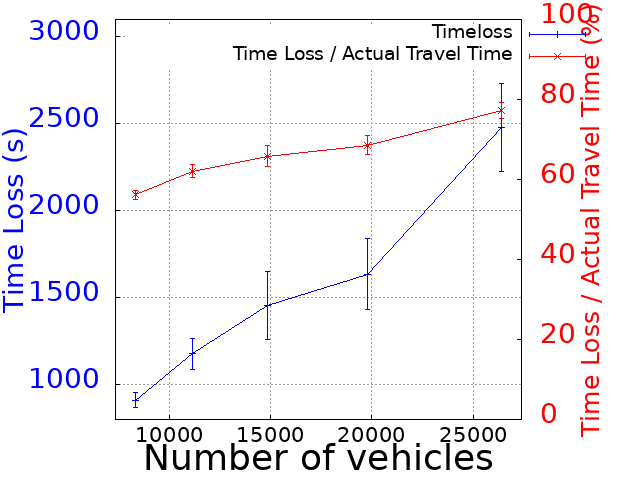 Timeloss
Time Loss / Actual Travel Time
3000
2500
2000
1500
1000
Time Loss (s)
100
80
60
40
20
0
Time Loss / Actual Travel Time (%)
10000 15000 20000 25000
Number of vehicles